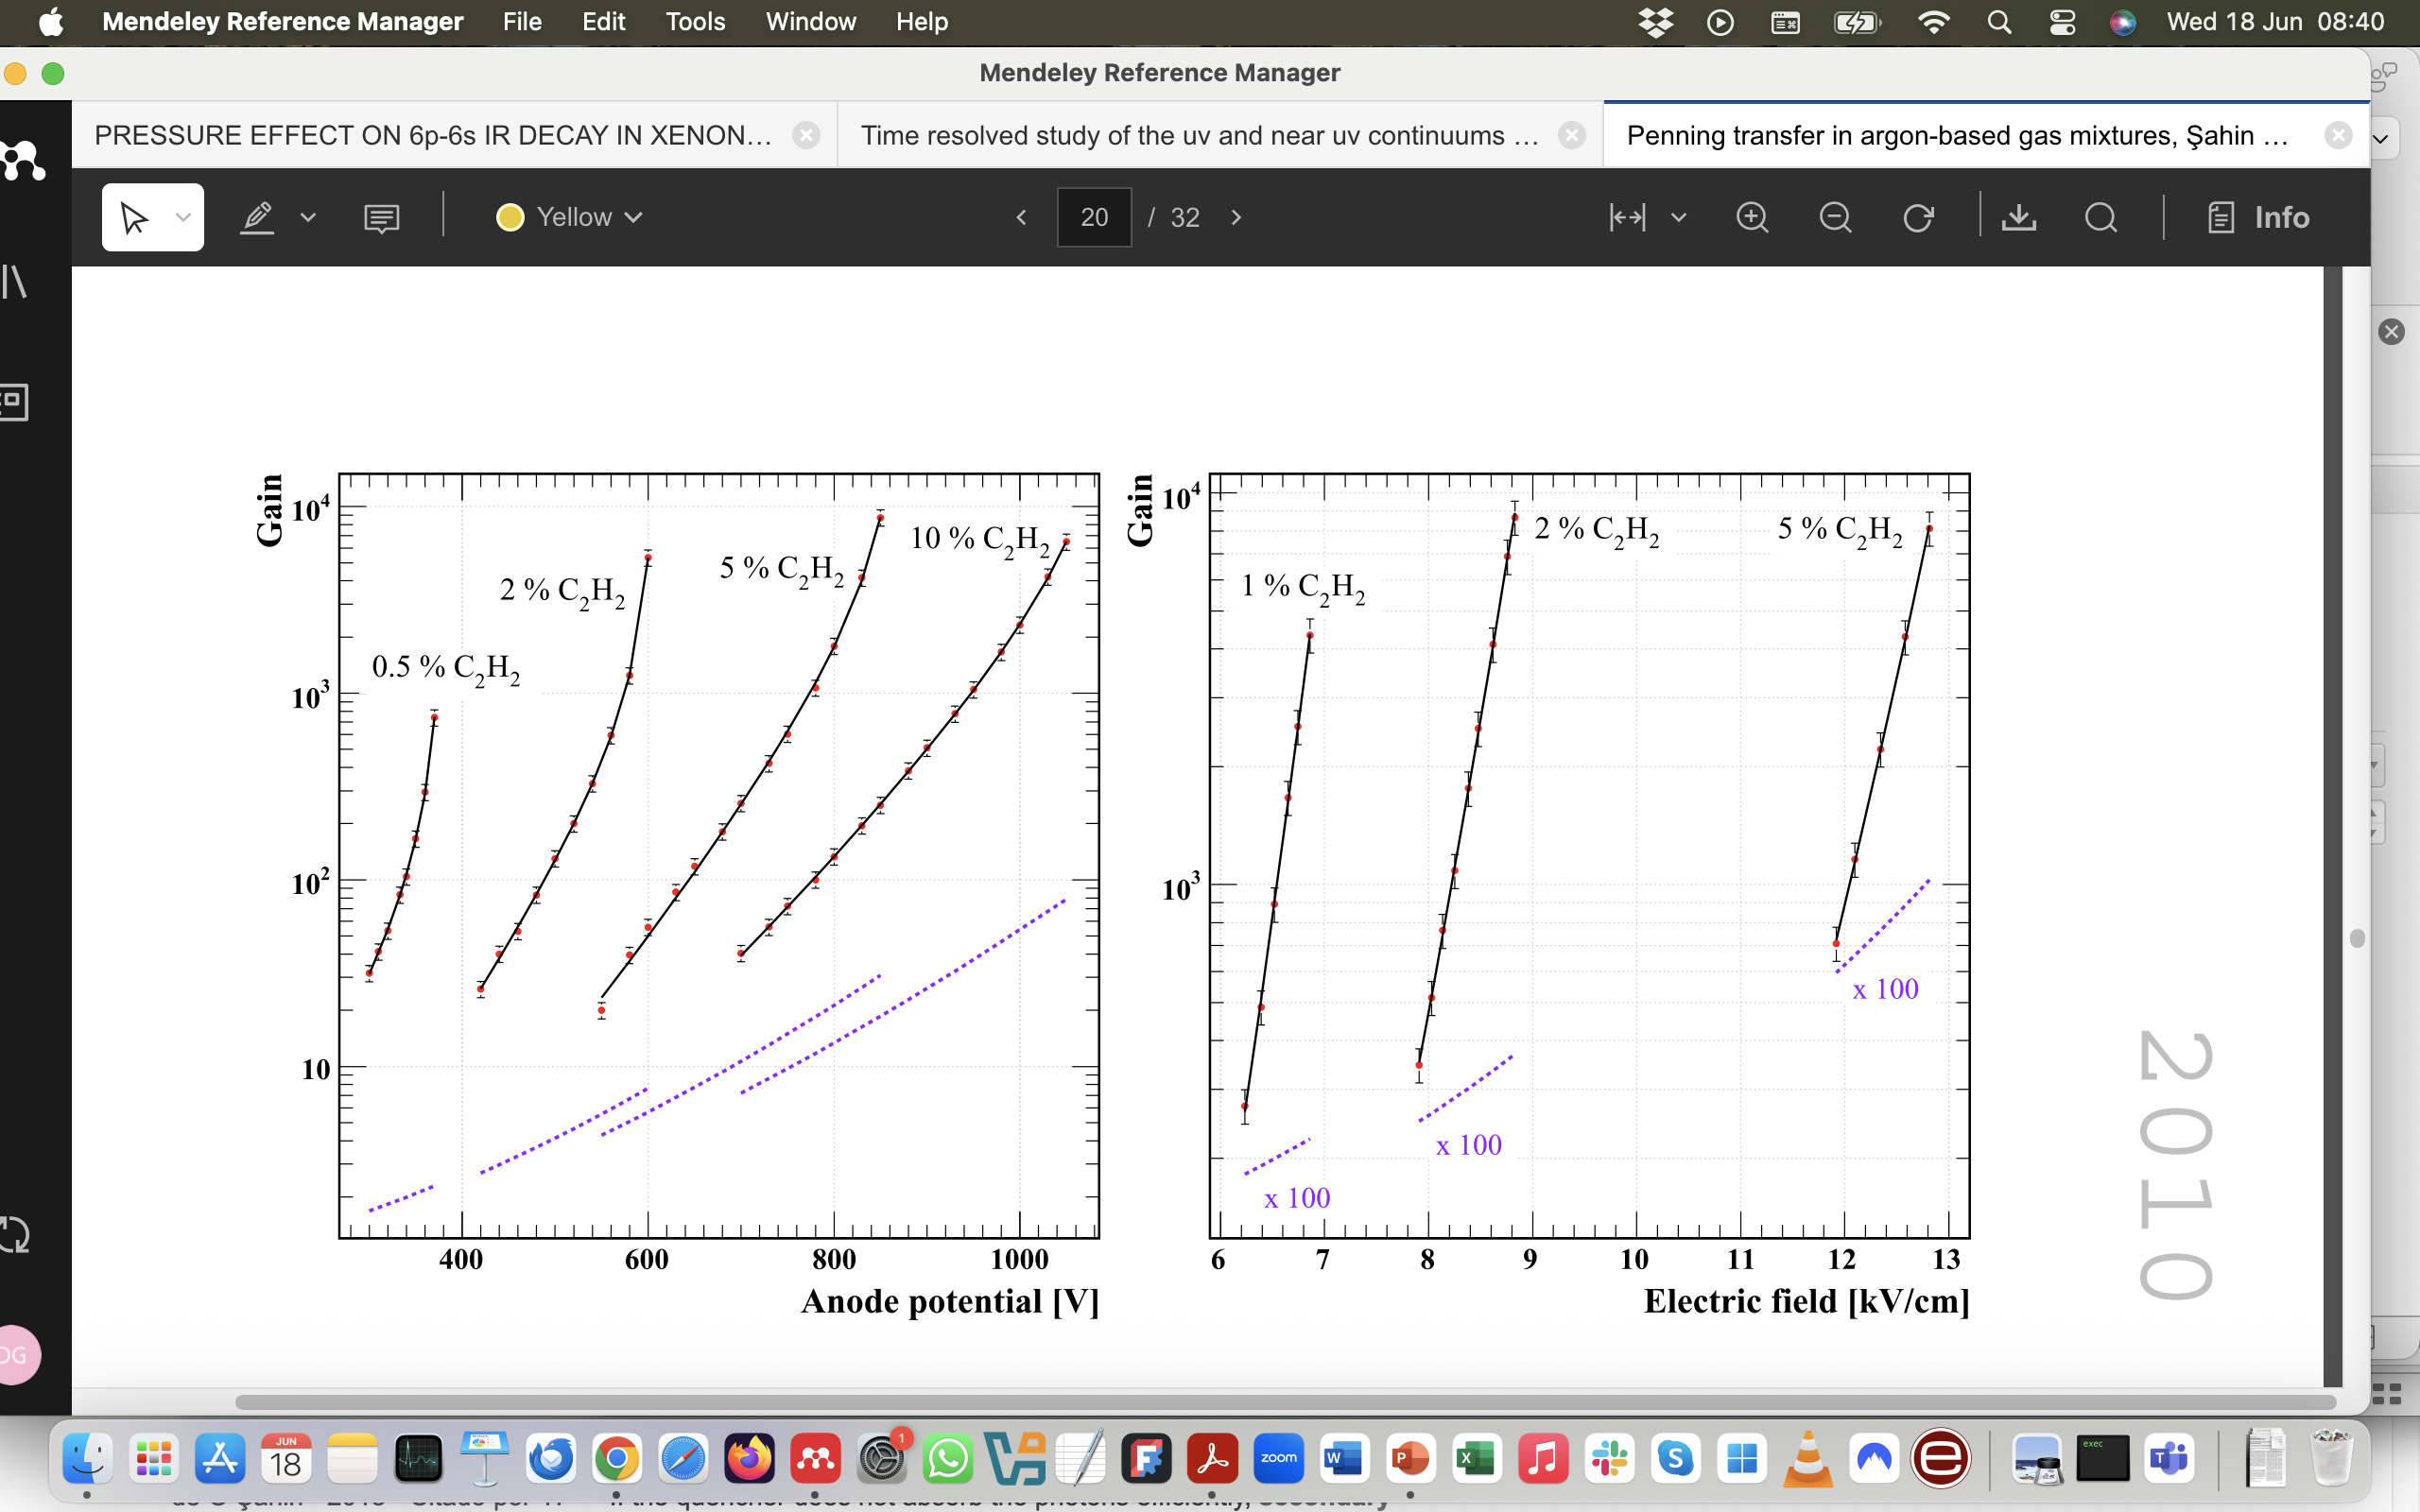 Mendeley Reference Manager File Edit Tools Window Help Wed 18 Jun 08:40
Mendeley Reference Manager
PRESSURE EFFECT ON 6p-6s IR DECAY IN XENON... Time resolved study of the uv and near uv continuums ... Penning transfer in argon-based gas mixtures, Şahin ...
Yellow 20 / 32 Info
Gain
10⁴
10³
10²
10
0.5 % C₂H₂
2 % C₂H₂
5 % C₂H₂
10 % C₂H₂
400 600 800 1000
Anode potential [V]
Gain
10⁴
10³
1 % C₂H₂
2 % C₂H₂
5 % C₂H₂
x 100
x 100
x 100
6 7 8 9 10 11 12 13
Electric field [kV/cm]
2010
OG
JUN
18
1
zoom
W
P
X
S
exec
T